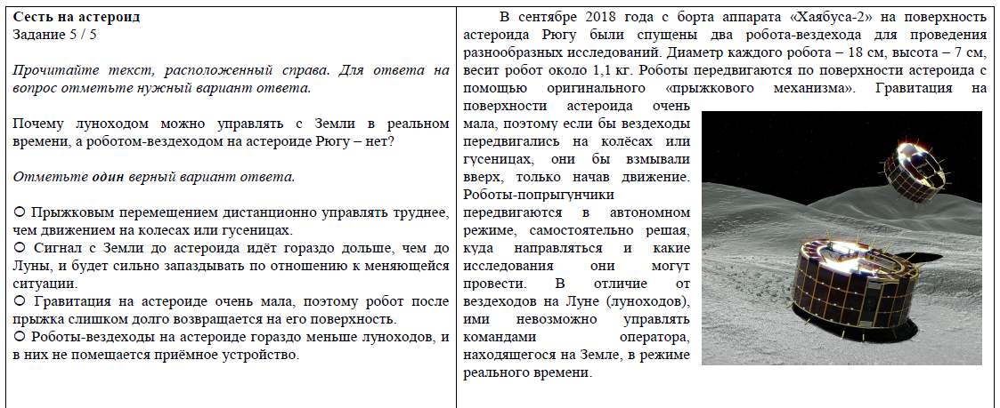 Сесть на астероид
Задание 5 / 5
Прочитайте текст, расположенный справа. Для ответа на
вопрос отметьте нужный вариант ответа.
Почему луноходом можно управлять с Земли в реальном
времени, а роботом-вездеходом на астероиде Рюгу – нет?
Отметьте один верный вариант ответа.
Прыжковым перемещением дистанционно управлять труднее,
чем движением на колесах или гусеницах.
Сигнал с Земли до астероида идёт гораздо дольше, чем до
Луны, и будет сильно запаздывать по отношению к меняющейся
ситуации.
Гравитация на астероиде очень мала, поэтому робот после
прыжка слишком долго возвращается на его поверхность.
Роботы-вездеходы на астероиде гораздо меньше луноходов, и
в них не помещается приёмное устройство.
В сентябре 2018 года с борта аппарата «Хаябуса-2» на поверхность
астероида Рюгу были спущены два робота-вездехода для проведения
разнообразных исследований. Диаметр каждого робота – 18 см, высота – 7 см,
весит робот около 1,1 кг. Роботы передвигаются по поверхности астероида с
помощью оригинального «прыжкового механизма». Гравитация на
поверхности астероида очень
мала, поэтому если бы вездеходы
передвигались на колёсах или
гусеницах, они бы взмывали
вверх, только начав движение.
Роботы-попрыгунчики
передвигаются в автономном
режиме, самостоятельно решая,
куда направляться и какие
исследования они могут
провести. В отличие от
вездеходов на Луне (луноходов),
ими невозможно управлять
командами оператора,
находящегося на Земле, в режиме
реального времени.